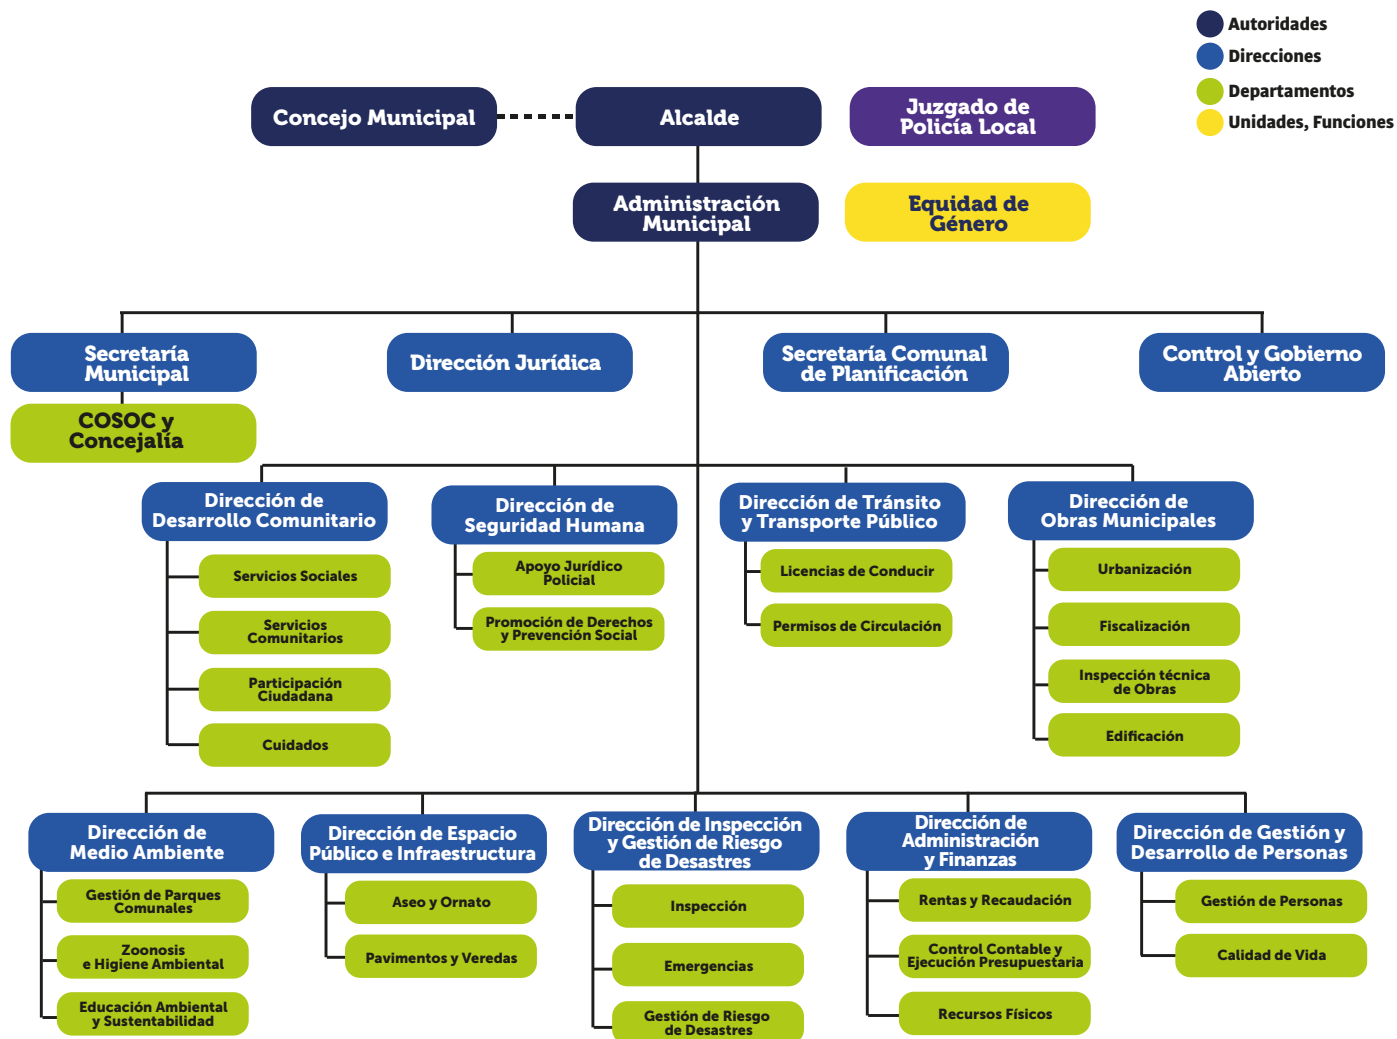 Autoridades
Direcciones
Departamentos
Unidades, Funciones
Concejo Municipal
Alcalde
Juzgado de
Policía Local
Administración
Municipal
Equidad de
Género
Secretaría
Municipal
Dirección Jurídica
Secretaría Comunal
de Planificación
Control y Gobierno
Abierto
COSOC y
Concejalía
Dirección de
Desarrollo Comunitario
Dirección de
Seguridad Humana
Dirección de Tránsito
y Transporte Público
Dirección de
Obras Municipales
Servicios Sociales
Servicios
Comunitarios
Participación
Ciudadana
Cuidados
Apoyo Jurídico
Policial
Promoción de Derechos
y Prevención Social
Licencias de Conducir
Permisos de Circulación
Urbanización
Fiscalización
Inspección técnica
de Obras
Edificación
Dirección de
Medio Ambiente
Dirección de Espacio
Público e Infraestructura
Dirección de Inspección
y Gestión de Riesgo
de Desastres
Dirección de
Administración
y Finanzas
Dirección de Gestión y
Desarrollo de Personas
Gestión de Parques
Comunales
Zoonosis
e Higiene Ambiental
Educación Ambiental
y Sustentabilidad
Aseo y Ornato
Pavimentos y Veredas
Inspección
Emergencias
Gestión de Riesgo
de Desastres
Rentas y Recaudación
Control Contable y
Ejecución Presupuestaria
Recursos Físicos
Gestión de Personas
Calidad de Vida